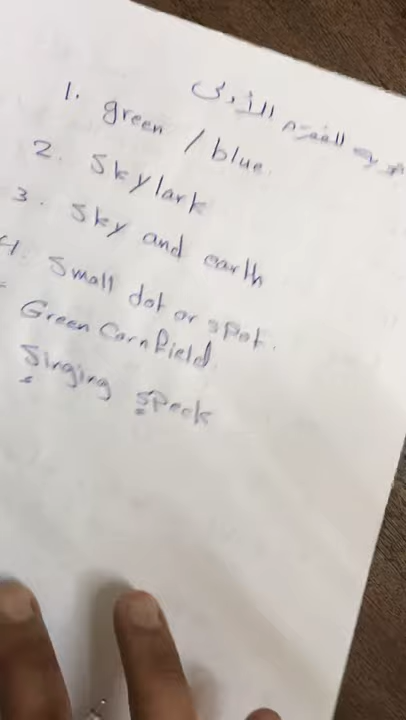 الفقرة الأولى
1. green / blue.
2. Skylark
3. Sky and earth
4. Small dot or spot.
Green Cornfield.
Singing Speck